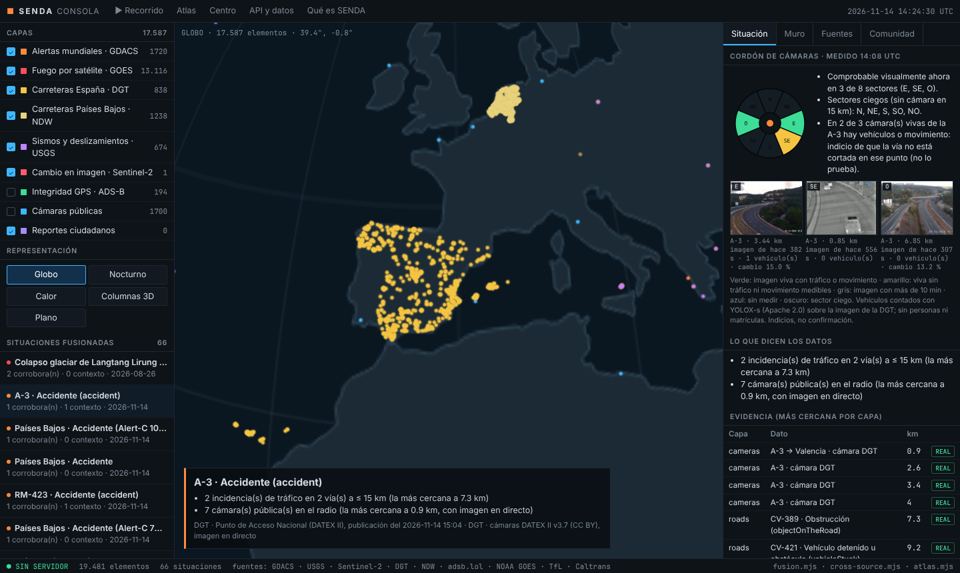 SENDA CONSOLA
▶ Recorrido
Atlas
Centro
API y datos
Qué es SENDA
2026-11-14 14:24:30 UTC
CAPAS 17.587
Alertas mundiales · GDACS 1720
Fuego por satélite · GOES 13.116
Carreteras España · DGT 838
Carreteras Países Bajos ·
NDW 1238
Sismos y deslizamientos ·
USGS 674
Cambio en imagen · Sentinel-2 1
Integridad GPS · ADS-B 194
Cámaras públicas 1700
Reportes ciudadanos 0
REPRESENTACIÓN
Globo
Nocturno
Calor
Columnas 3D
Plano
SITUACIONES FUSIONADAS 66
Colapso glaciar de Langtang Lirung ...
2 corrobora(n) · 0 contexto · 2026-08-26
A-3 · Accidente (accident)
1 corrobora(n) · 1 contexto · 2026-11-14
Países Bajos · Accidente (Alert-C 10...
1 corrobora(n) · 0 contexto · 2026-11-14
Países Bajos · Accidente
1 corrobora(n) · 0 contexto · 2026-11-14
RM-423 · Accidente (accident)
1 corrobora(n) · 0 contexto · 2026-11-14
Países Bajos · Accidente (Alert-C 7...
1 corrobora(n) · 0 contexto · 2026-11-14
GLOBO · 17.587 elementos · 39.4°, -0.8°
A-3 · Accidente (accident)
• 2 incidencia(s) de tráfico en 2 vía(s) a ≤ 15 km (la más cercana a 7.3 km)
• 7 cámara(s) pública(s) en el radio (la más cercana a 0.9 km, con imagen en directo)
DGT · Punto de Acceso Nacional (DATEX II), publicación del 2026-11-14 15:04 · DGT · cámaras DATEX II v3.7 (CC BY),
imagen en directo
Situación
Muro
Fuentes
Comunidad
CORDÓN DE CÁMARAS · MEDIDO 14:08 UTC
O
E
SE
• Comprobable visualmente ahora
en 3 de 8 sectores (E, SE, O).
• Sectores ciegos (sin cámara en
15 km): N, NE, S, SO, NO.
• En 2 de 3 cámara(s) vivas de la
A-3 hay vehículos o movimiento:
indicio de que la vía no está
cortada en ese punto (no lo
prueba).
E
SE
O
A-3 · 3.44 km
imagen de hace 382
s · 1 vehículo(s)
· cambio 15.0 %
A-3 · 0.85 km
imagen de hace 556
s · 0 vehículo(s)
A-3 · 6.85 km
imagen de hace 307
s · 0 vehículo(s)
· cambio 13.2 %
Verde: imagen viva con tráfico o movimiento · amarillo: viva sin
tráfico ni movimiento medibles · gris: imagen con más de 10 min ·
azul: sin medir · oscuro: sector ciego. Vehículos contados con
YOLOX-s (Apache 2.0) sobre la imagen de la DGT; sin personas ni
matrículas. Indicios, no confirmación.
LO QUE DICEN LOS DATOS
• 2 incidencia(s) de tráfico en 2 vía(s) a ≤ 15 km (la más
cercana a 7.3 km)
• 7 cámara(s) pública(s) en el radio (la más cercana a
0.9 km, con imagen en directo)
EVIDENCIA (MÁS CERCANA POR CAPA)
Capa Dato km
cameras A-3 → Valencia · cámara DGT 0.9 REAL
cameras A-3 · cámara DGT 2.6 REAL
cameras A-3 · cámara DGT 3.4 REAL
cameras A-3 · cámara DGT 4 REAL
roads CV-389 · Obstrucción 7.3 REAL
(objectOnTheRoad)
roads CV-421 · Vehículo detenido u 9.2 REAL
SIN SERVIDOR 19.481 elementos 66 situaciones fuentes: GDACS · USGS · Sentinel-2 · DGT · NDW · adsb.lol · NOAA GOES · TfL · Caltrans
fusion.mjs · cross-source.mjs · atlas.mjs